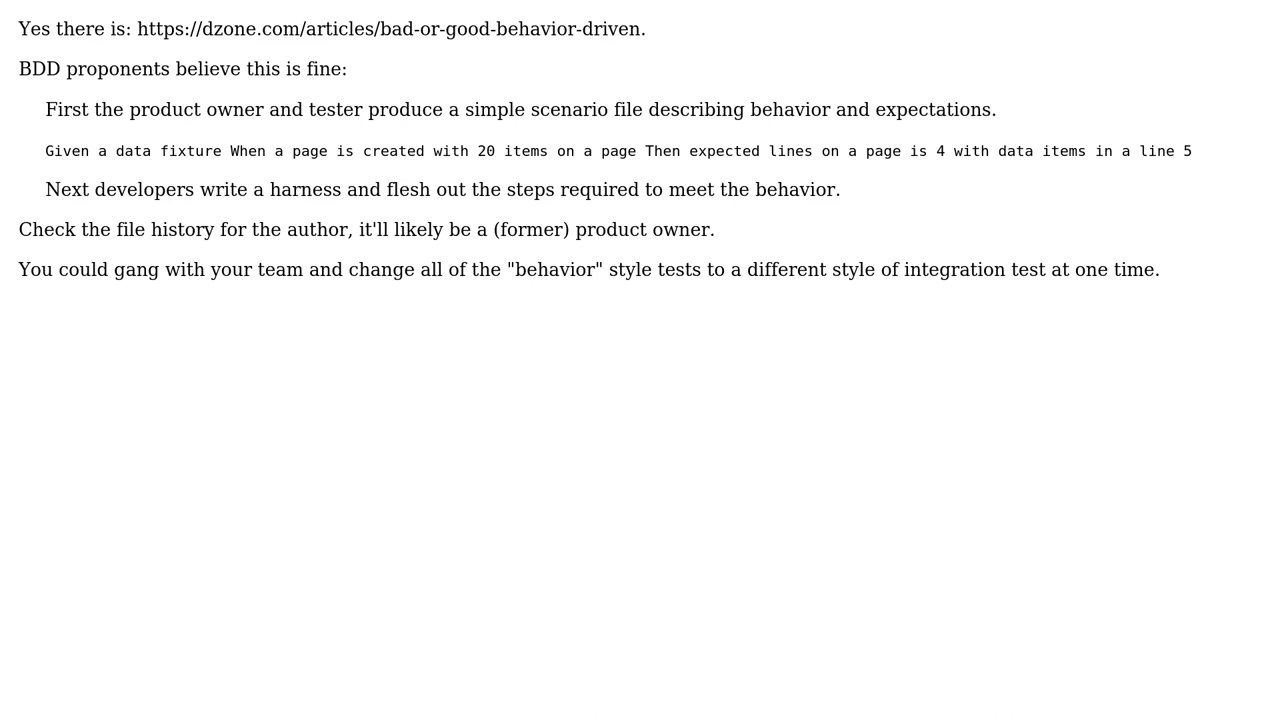 Yes there is: https://dzone.com/articles/bad-or-good-behavior-driven.
BDD proponents believe this is fine:
First the product owner and tester produce a simple scenario file describing behavior and expectations.
Given a data fixture When a page is created with 20 items on a page Then expected lines on a page is 4 with data items in a line 5
Next developers write a harness and flesh out the steps required to meet the behavior.
Check the file history for the author, it'll likely be a (former) product owner.
You could gang with your team and change all of the "behavior" style tests to a different style of integration test at one time.